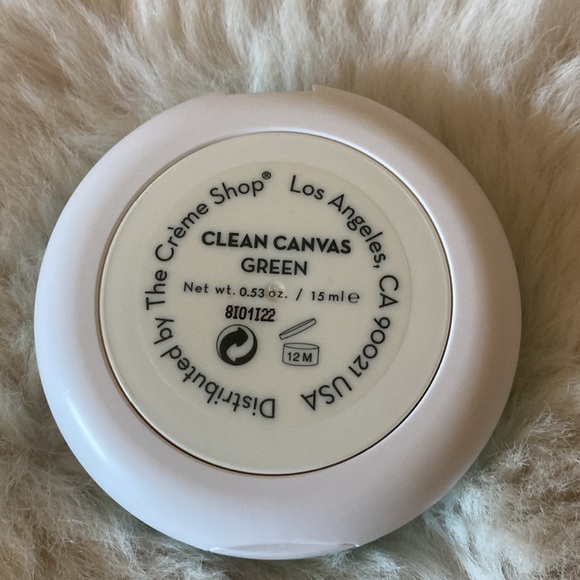 Distributed by The Crème Shop® Los Angeles, CA 90021 USA
CLEAN CANVAS
GREEN
Net wt. 0.53 oz. / 15 ml e
8I01I22
12M